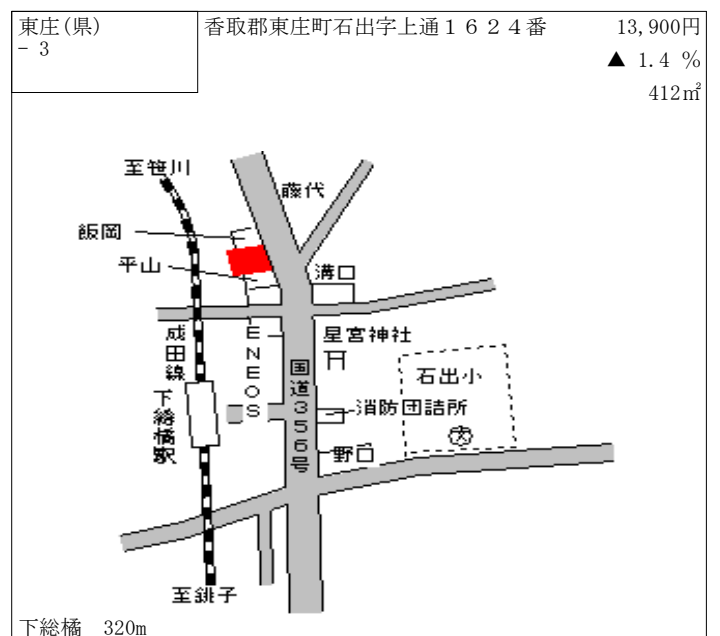 東庄(県)
- 3
香取郡東庄町石出字上通１６２４番
13,900円
▲ 1.4 %
412㎡
至笹川
藤代
飯岡
平山
溝口
成田線
ENEOS
星宮神社
国道356号
石出小
消防団詰所
下総橘駅
野口
文
至銚子
下総橘 320m